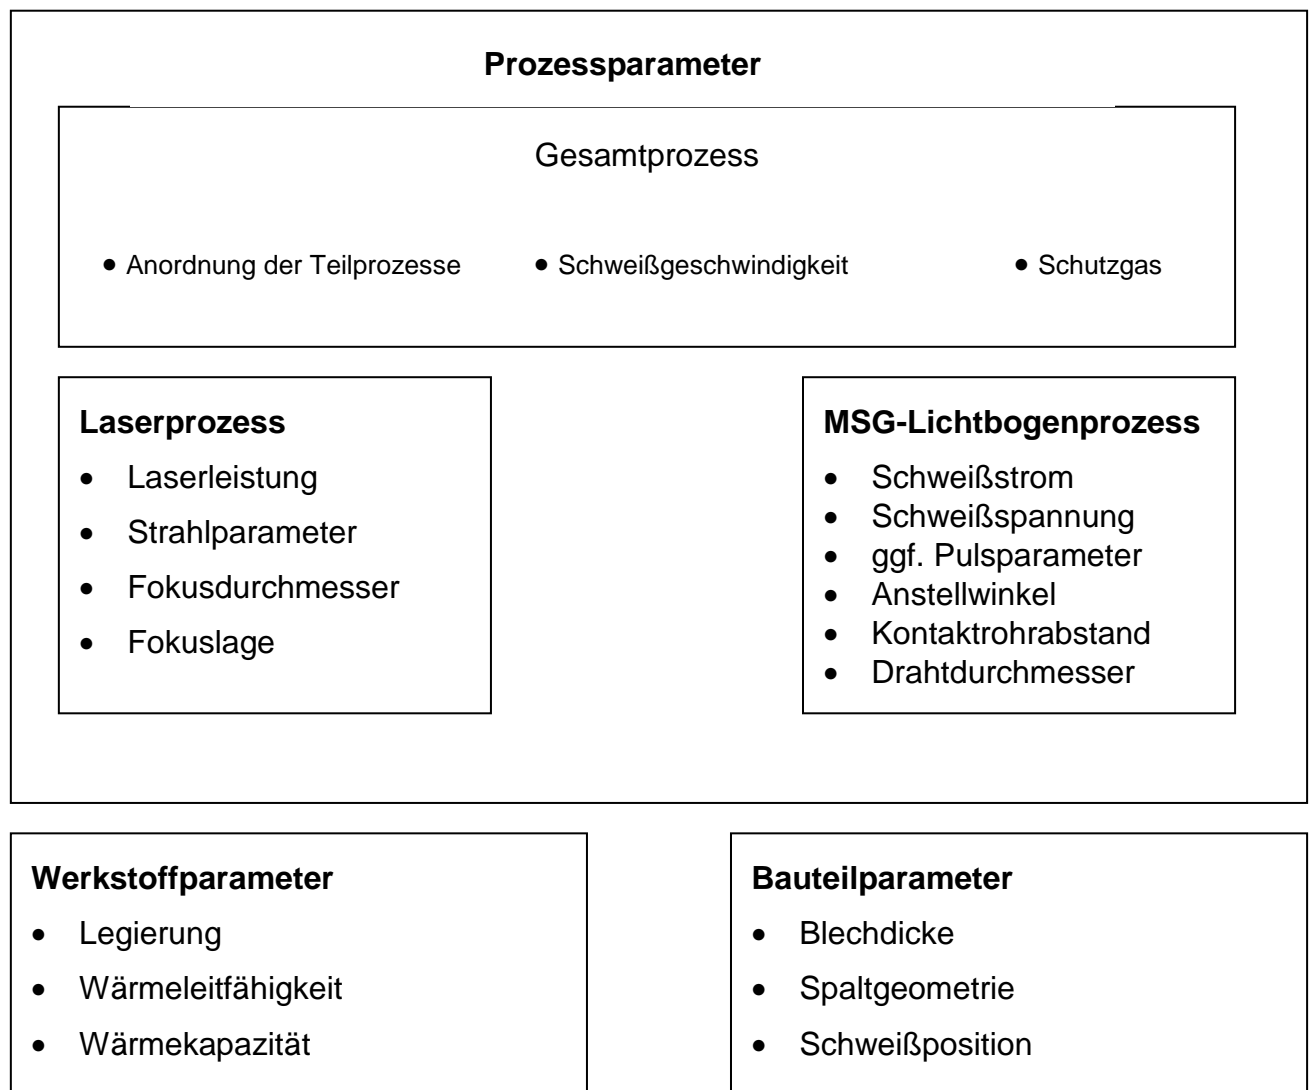 Prozessparameter
Gesamtprozess
• Anordnung der Teilprozesse • Schweißgeschwindigkeit • Schutzgas
Laserprozess
• Laserleistung
• Strahlparameter
• Fokusdurchmesser
• Fokuslage
MSG-Lichtbogenprozess
• Schweißstrom
• Schweißspannung
• ggf. Pulsparameter
• Anstellwinkel
• Kontaktrohrabstand
• Drahtdurchmesser
Werkstoffparameter
• Legierung
• Wärmeleitfähigkeit
• Wärmekapazität
Bauteilparameter
• Blechdicke
• Spaltgeometrie
• Schweißposition